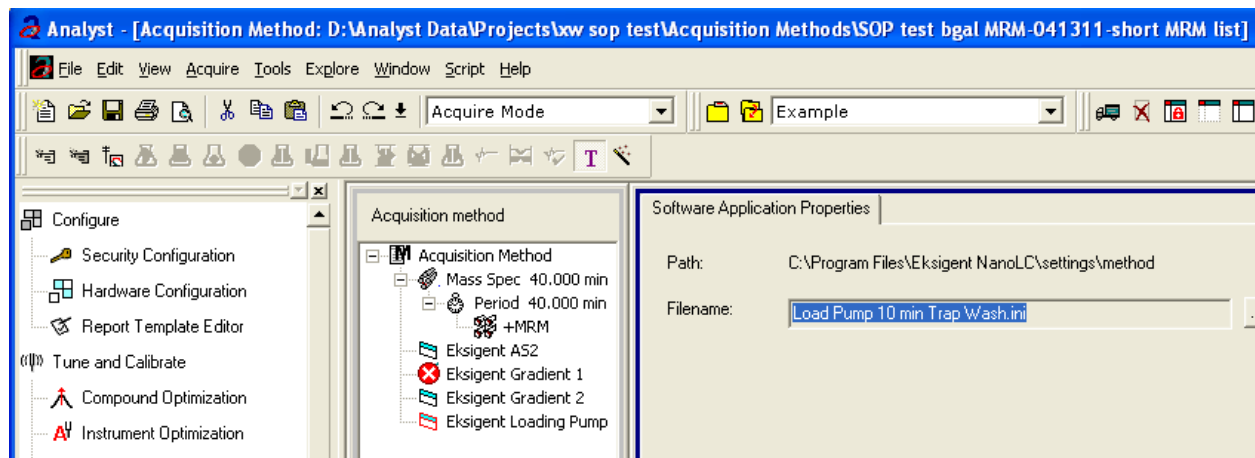 Analyst - [Acquisition Method: D:\Analyst Data\Projects\xw sop test\Acquisition Methods\SOP test bgal MRM-041311-short MRM list]
File Edit View Acquire Tools Explore Window Script Help
Acquire Mode
Example
T
Configure
Security Configuration
Hardware Configuration
Report Template Editor
Tune and Calibrate
Compound Optimization
Instrument Optimization
Acquisition method
Acquisition Method
Mass Spec 40.000 min
Period 40.000 min
+MRM
Eksigent AS2
Eksigent Gradient 1
Eksigent Gradient 2
Eksigent Loading Pump
Software Application Properties
Path: C:\Program Files\Eksigent NanoLC\settings\method
Filename: Load Pump 10 min Trap Wash.ini